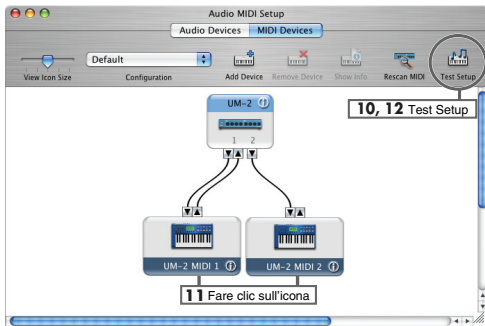 Audio MIDI Setup
Audio Devices MIDI Devices
Default
View Icon Size Configuration Add Device Remove Device Show Info Rescan MIDI Test Setup
10, 12 Test Setup
UM-2
1 2
UM-2 MIDI 1 UM-2 MIDI 2
11 Fare clic sull'icona